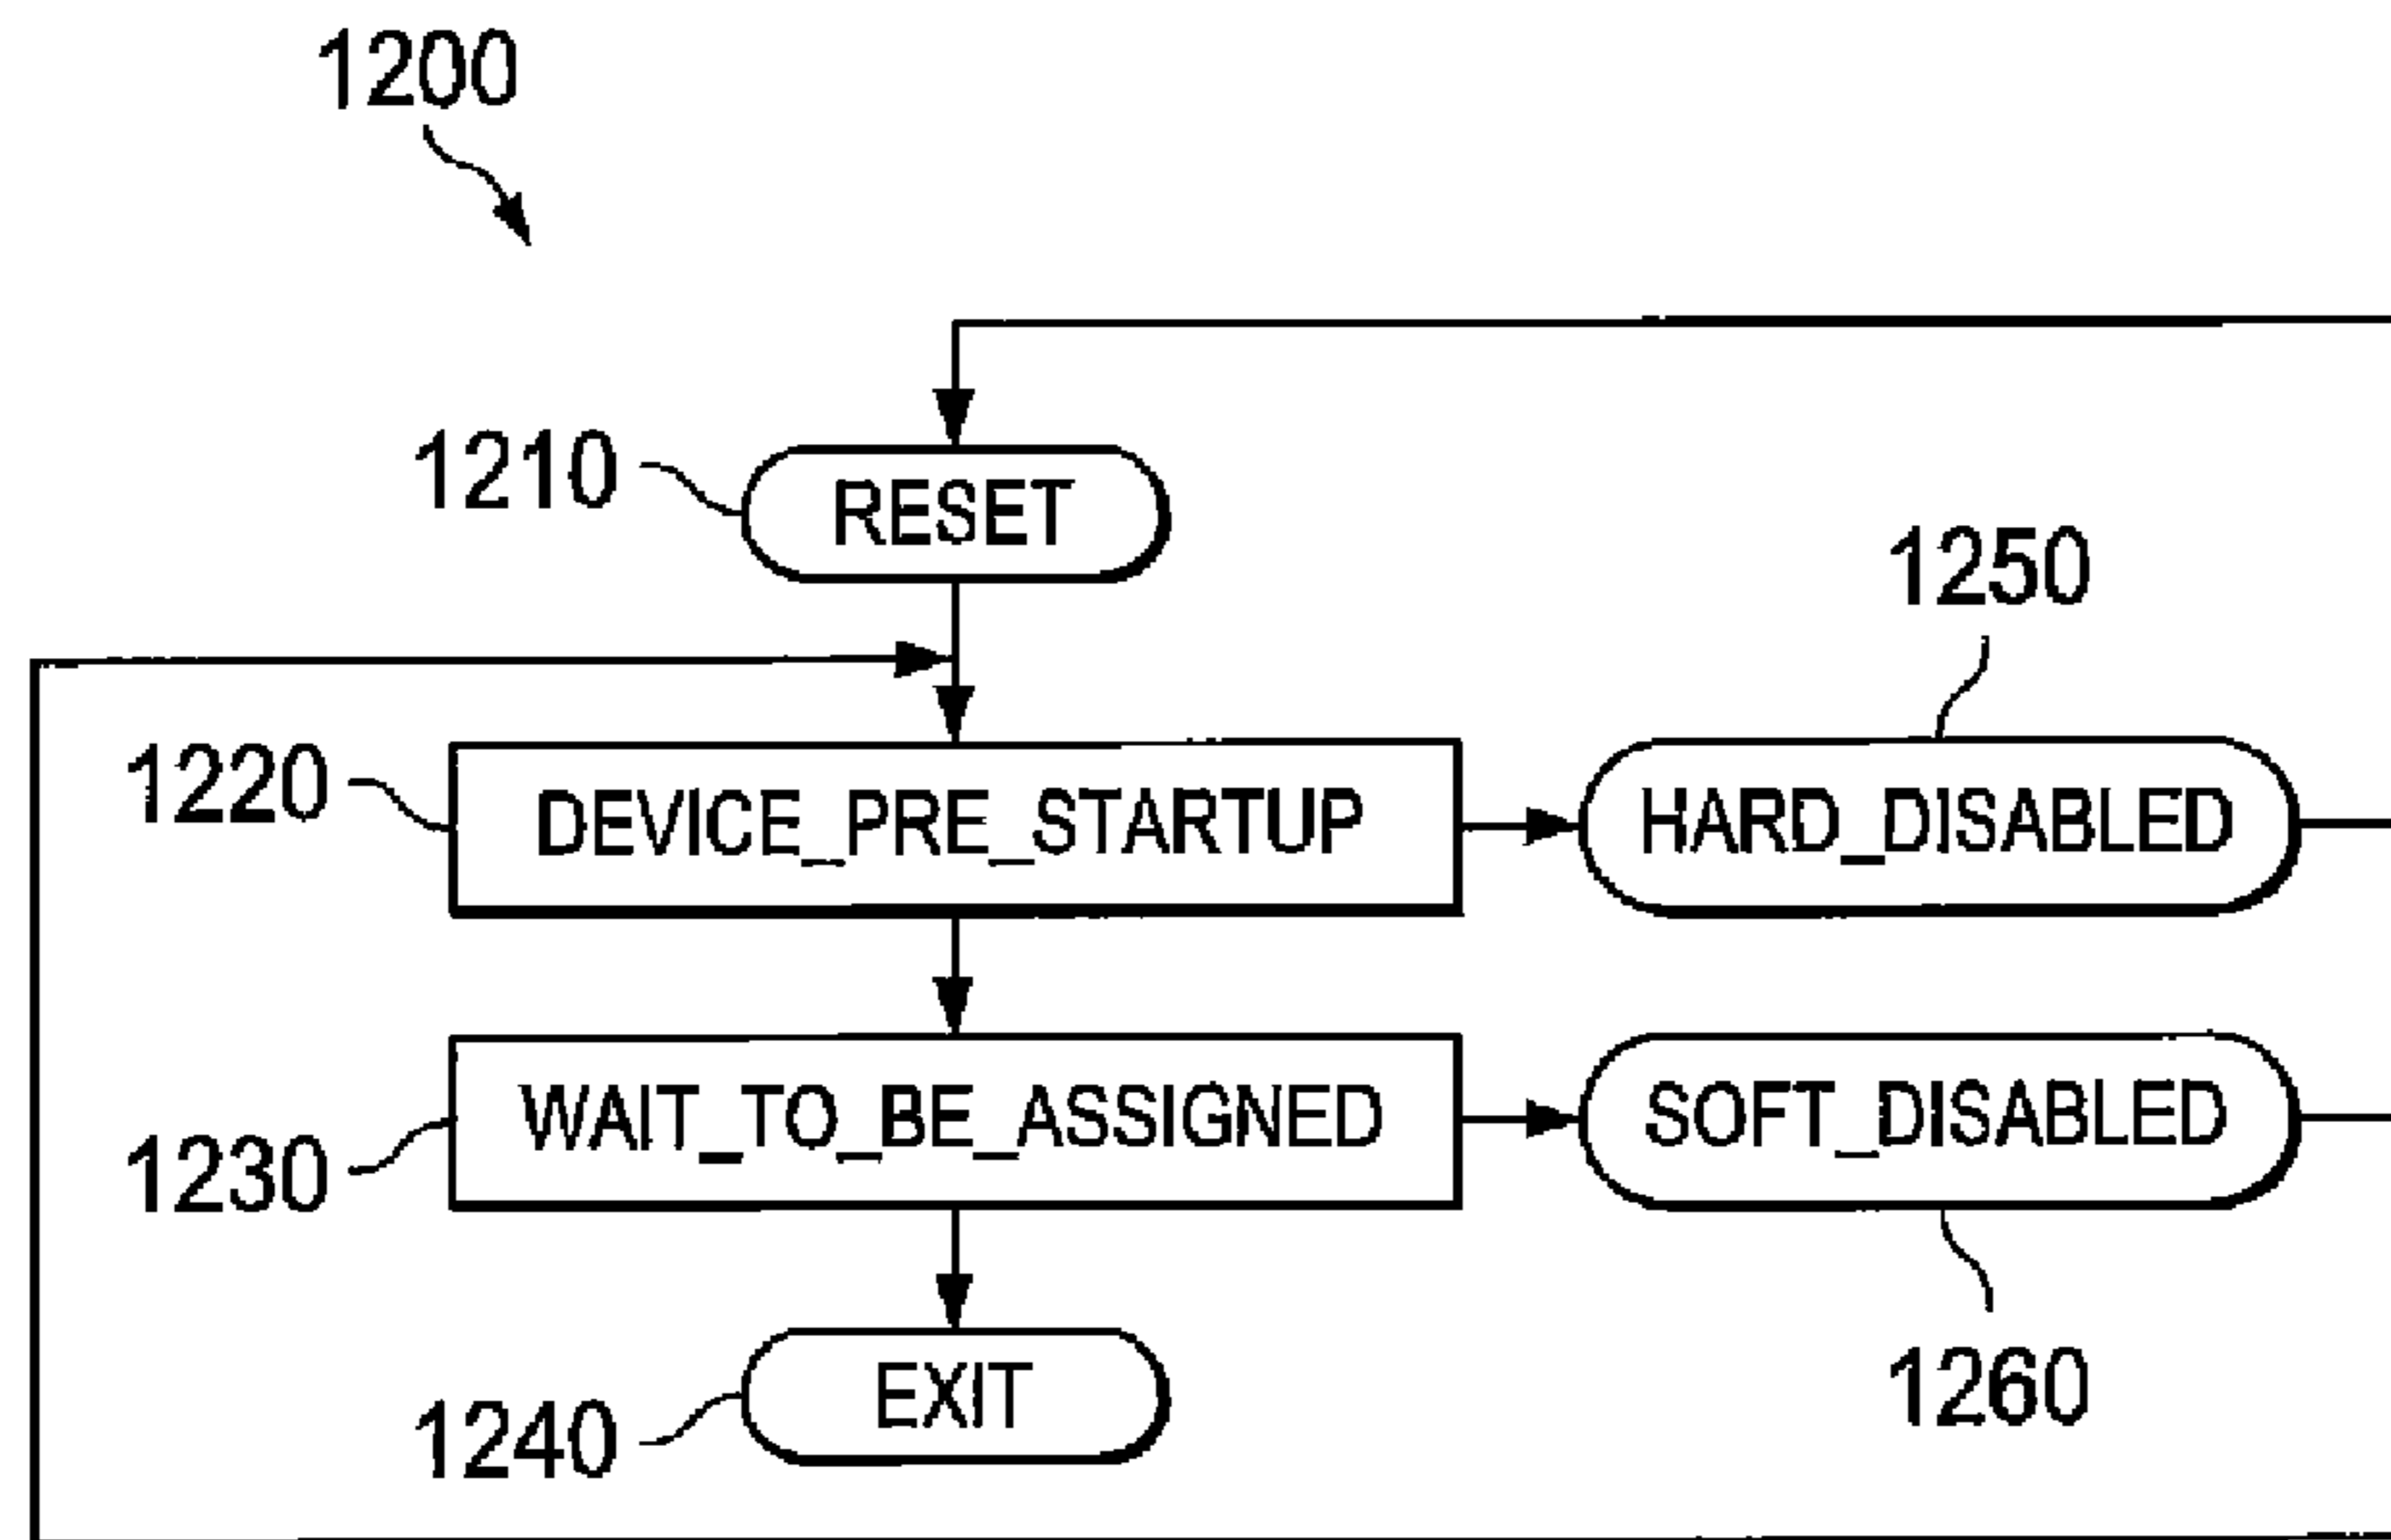 1200
1210
RESET
1250
1220
DEVICE_PRE_STARTUP
HARD_DISABLED
1230
WAIT_TO_BE_ASSIGNED
SOFT_DISABLED
1240
EXIT
1260